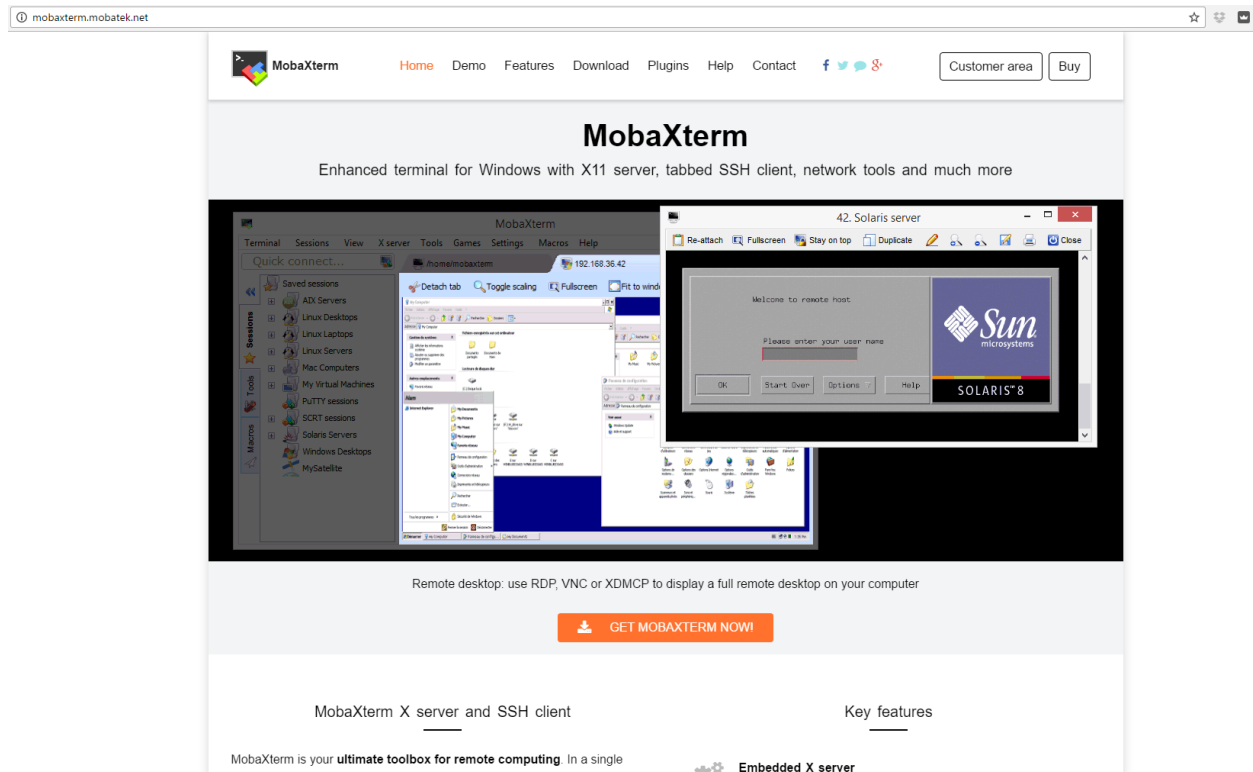 mobaxterm.mobatek.net
MobaXterm
Home Demo Features Download Plugins Help Contact
Customer area Buy
MobaXterm
Enhanced terminal for Windows with X11 server, tabbed SSH client, network tools and much more
MobaXterm
Terminal Sessions View X server Tools Games Settings Macros Help
Quick connect...
/home/mobaxterm
192.168.36.42
Detach tab Toggle scaling Fullscreen Fit to wind
Sessions
Tools
Macros
Saved sessions
AIX Servers
Linux Desktops
Linux Laptops
Linux Servers
Mac Computers
My Virtual Machines
PuTTY sessions
SCRT sessions
Solaris Servers
Windows Desktops
MySatellite
42. Solaris server
Re-attach Fullscreen Stay on top Duplicate Close
Welcome to remote host
Please enter your user name
OK Start Over Options Help
Sun
microsystems
SOLARIS™8
Remote desktop: use RDP, VNC or XDMCP to display a full remote desktop on your computer
GET MOBAXTERM NOW!
MobaXterm X server and SSH client
MobaXterm is your ultimate toolbox for remote computing. In a single
Key features
Embedded X server